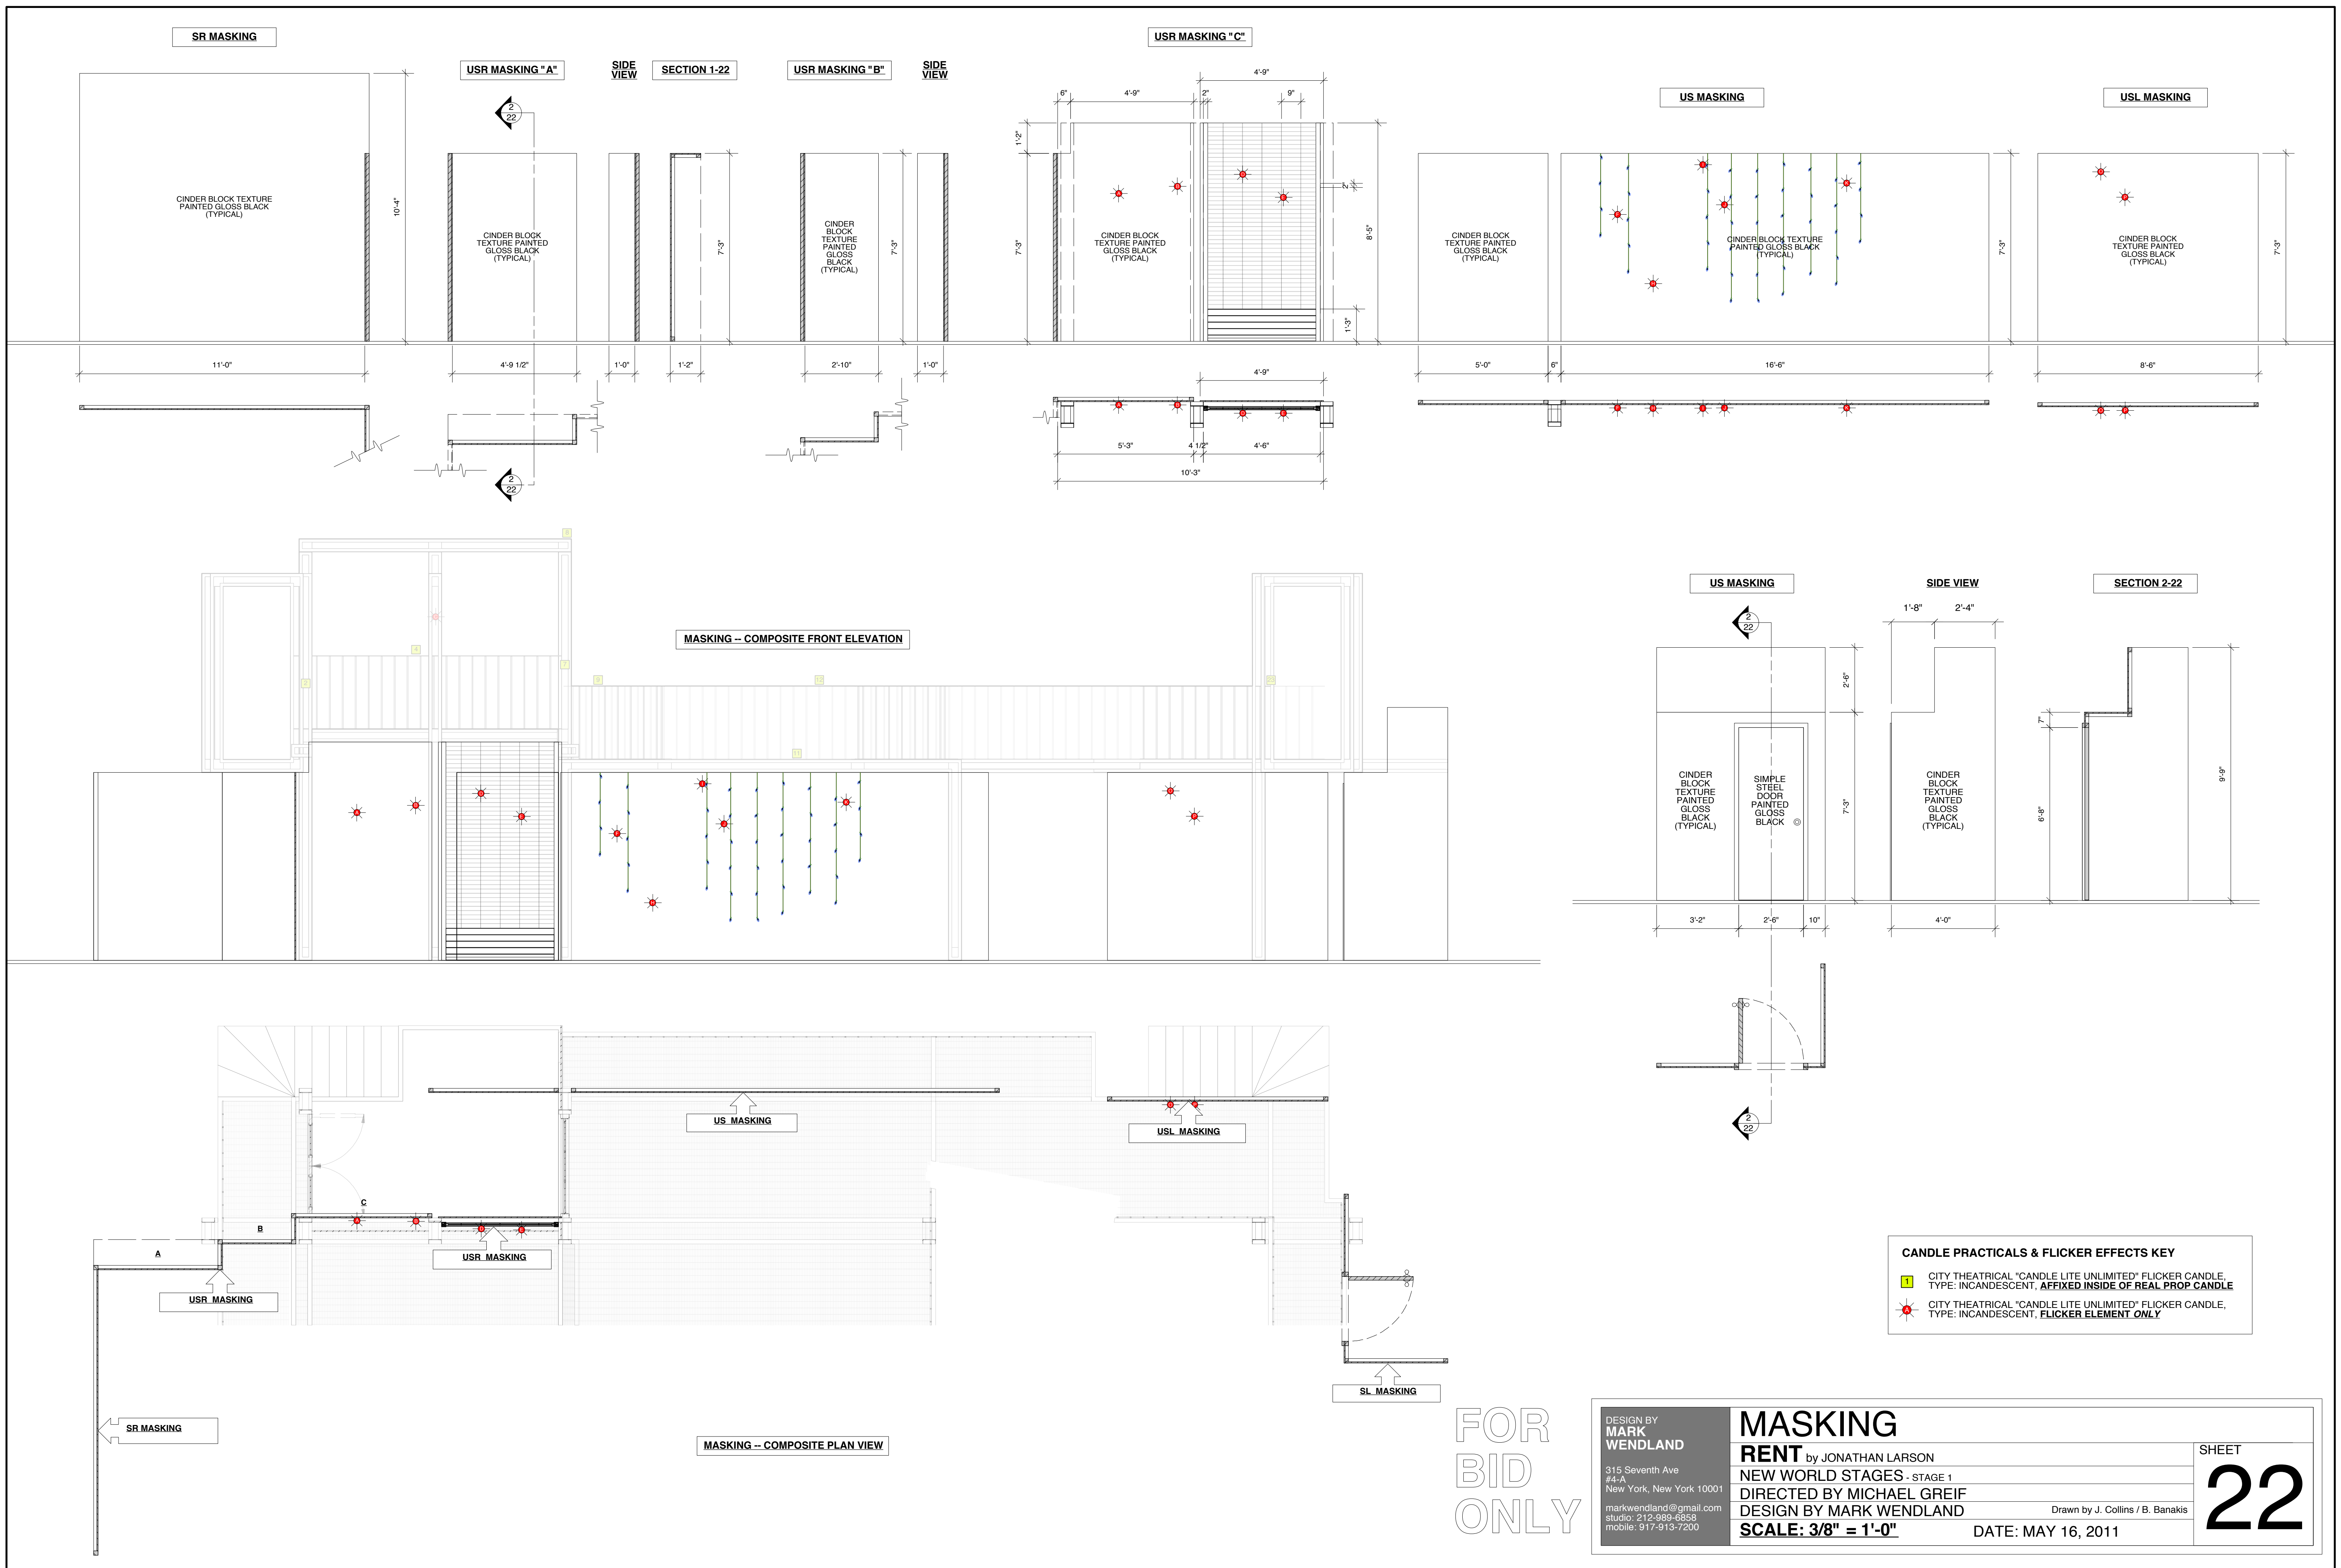 SR MASKING
CINDER BLOCK TEXTURE
PAINTED GLOSS BLACK
(TYPICAL)
10'-4"
11'-0"
USR MASKING "A"
2
22
CINDER BLOCK
TEXTURE PAINTED
GLOSS BLACK
(TYPICAL)
4'-9 1/2"
2
22
SIDE
VIEW
1'-0"
SECTION 1-22
7'-3"
1'-2"
USR MASKING "B"
CINDER
BLOCK
TEXTURE
PAINTED
GLOSS
BLACK
(TYPICAL)
7'-3"
2'-10"
SIDE
VIEW
1'-0"
USR MASKING "C"
4'-9"
6"
4'-9"
2"
9"
1'-2"
7'-3"
CINDER BLOCK
TEXTURE PAINTED
GLOSS BLACK
(TYPICAL)
2"
8'-5"
1'-3"
4'-9"
5'-3"
4 1/2"
4'-6"
10'-3"
US MASKING
CINDER BLOCK
TEXTURE PAINTED
GLOSS BLACK
(TYPICAL)
CINDER BLOCK TEXTURE
PAINTED GLOSS BLACK
(TYPICAL)
7'-3"
5'-0"
6"
16'-6"
USL MASKING
CINDER BLOCK
TEXTURE PAINTED
GLOSS BLACK
(TYPICAL)
7'-3"
8'-6"
MASKING -- COMPOSITE FRONT ELEVATION
4
7
12
11
US MASKING
2
22
CINDER
BLOCK
TEXTURE
PAINTED
GLOSS
BLACK
(TYPICAL)
SIMPLE
STEEL
DOOR
PAINTED
GLOSS
BLACK
2'-6"
7'-3"
3'-2"
2'-6"
10"
2
22
SIDE VIEW
1'-8"
2'-4"
CINDER
BLOCK
TEXTURE
PAINTED
GLOSS
BLACK
(TYPICAL)
4'-0"
SECTION 2-22
7"
6'-8"
9'-9"
US MASKING
USL MASKING
C
B
A
USR MASKING
USR MASKING
SL MASKING
SR MASKING
MASKING -- COMPOSITE PLAN VIEW
CANDLE PRACTICALS & FLICKER EFFECTS KEY
1
CITY THEATRICAL "CANDLE LITE UNLIMITED" FLICKER CANDLE,
TYPE: INCANDESCENT, AFFIXED INSIDE OF REAL PROP CANDLE
A
CITY THEATRICAL "CANDLE LITE UNLIMITED" FLICKER CANDLE,
TYPE: INCANDESCENT, FLICKER ELEMENT ONLY
FOR
BID
ONLY
DESIGN BY
MARK
WENDLAND
315 Seventh Ave
#4-A
New York, New York 10001
markwendland@gmail.com
studio: 212-989-6858
mobile: 917-913-7200
MASKING
RENT by JONATHAN LARSON
NEW WORLD STAGES - STAGE 1
DIRECTED BY MICHAEL GREIF
DESIGN BY MARK WENDLAND
Drawn by J. Collins / B. Banakis
SCALE: 3/8" = 1'-0"
DATE: MAY 16, 2011
SHEET
22